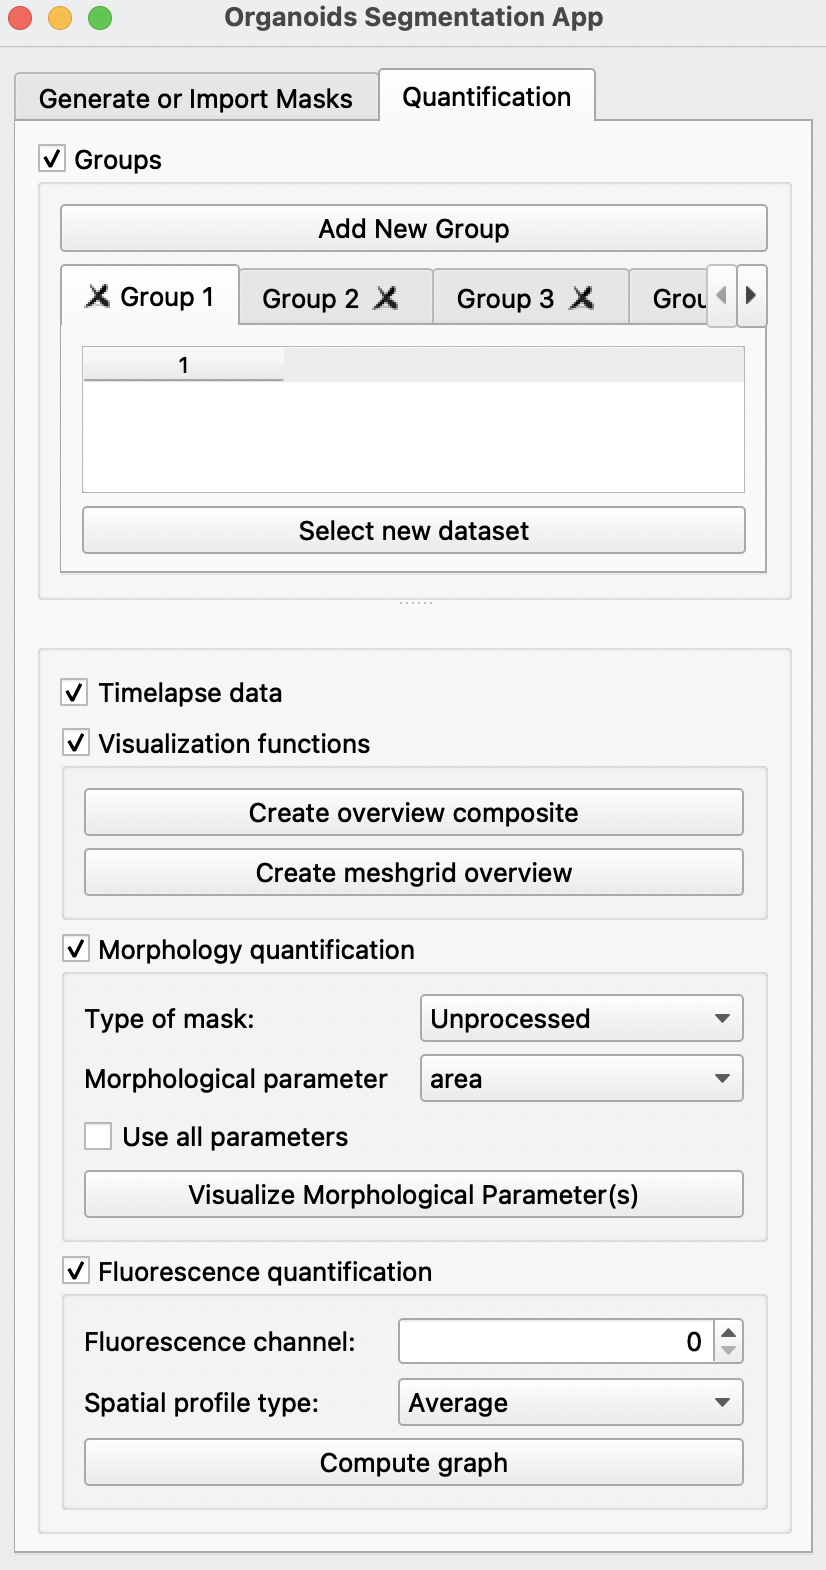 Organoids Segmentation App
Generate or Import Masks Quantification
Groups
Add New Group
Group 1 Group 2 Group 3 Grou
1
Select new dataset
Timelapse data
Visualization functions
Create overview composite
Create meshgrid overview
Morphology quantification
Type of mask: Unprocessed
Morphological parameter area
Use all parameters
Visualize Morphological Parameter(s)
Fluorescence quantification
Fluorescence channel: 0
Spatial profile type: Average
Compute graph